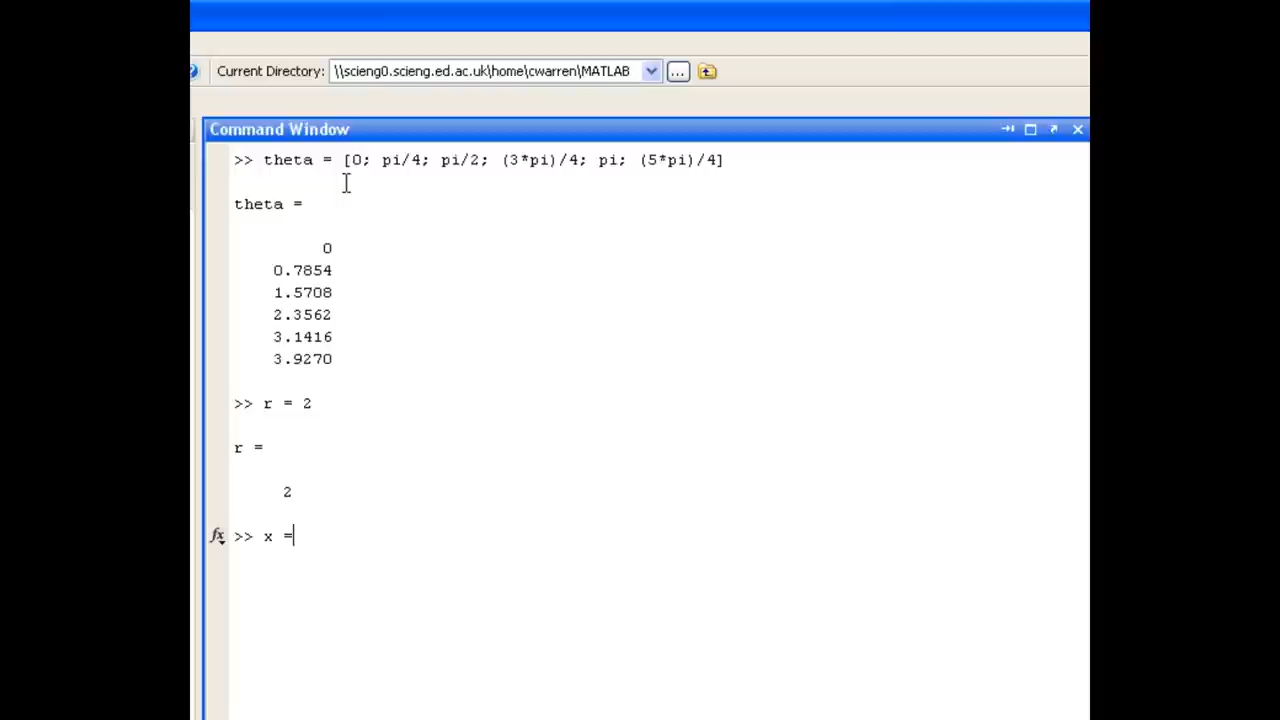 Current Directory: \\scieng0.scieng.ed.ac.uk\home\cwarren\MATLAB ...
Command Window
>> theta = [0; pi/4; pi/2; (3*pi)/4; pi; (5*pi)/4]
theta =
0
0.7854
1.5708
2.3562
3.1416
3.9270
>> r = 2
r =
2
fx >> x =